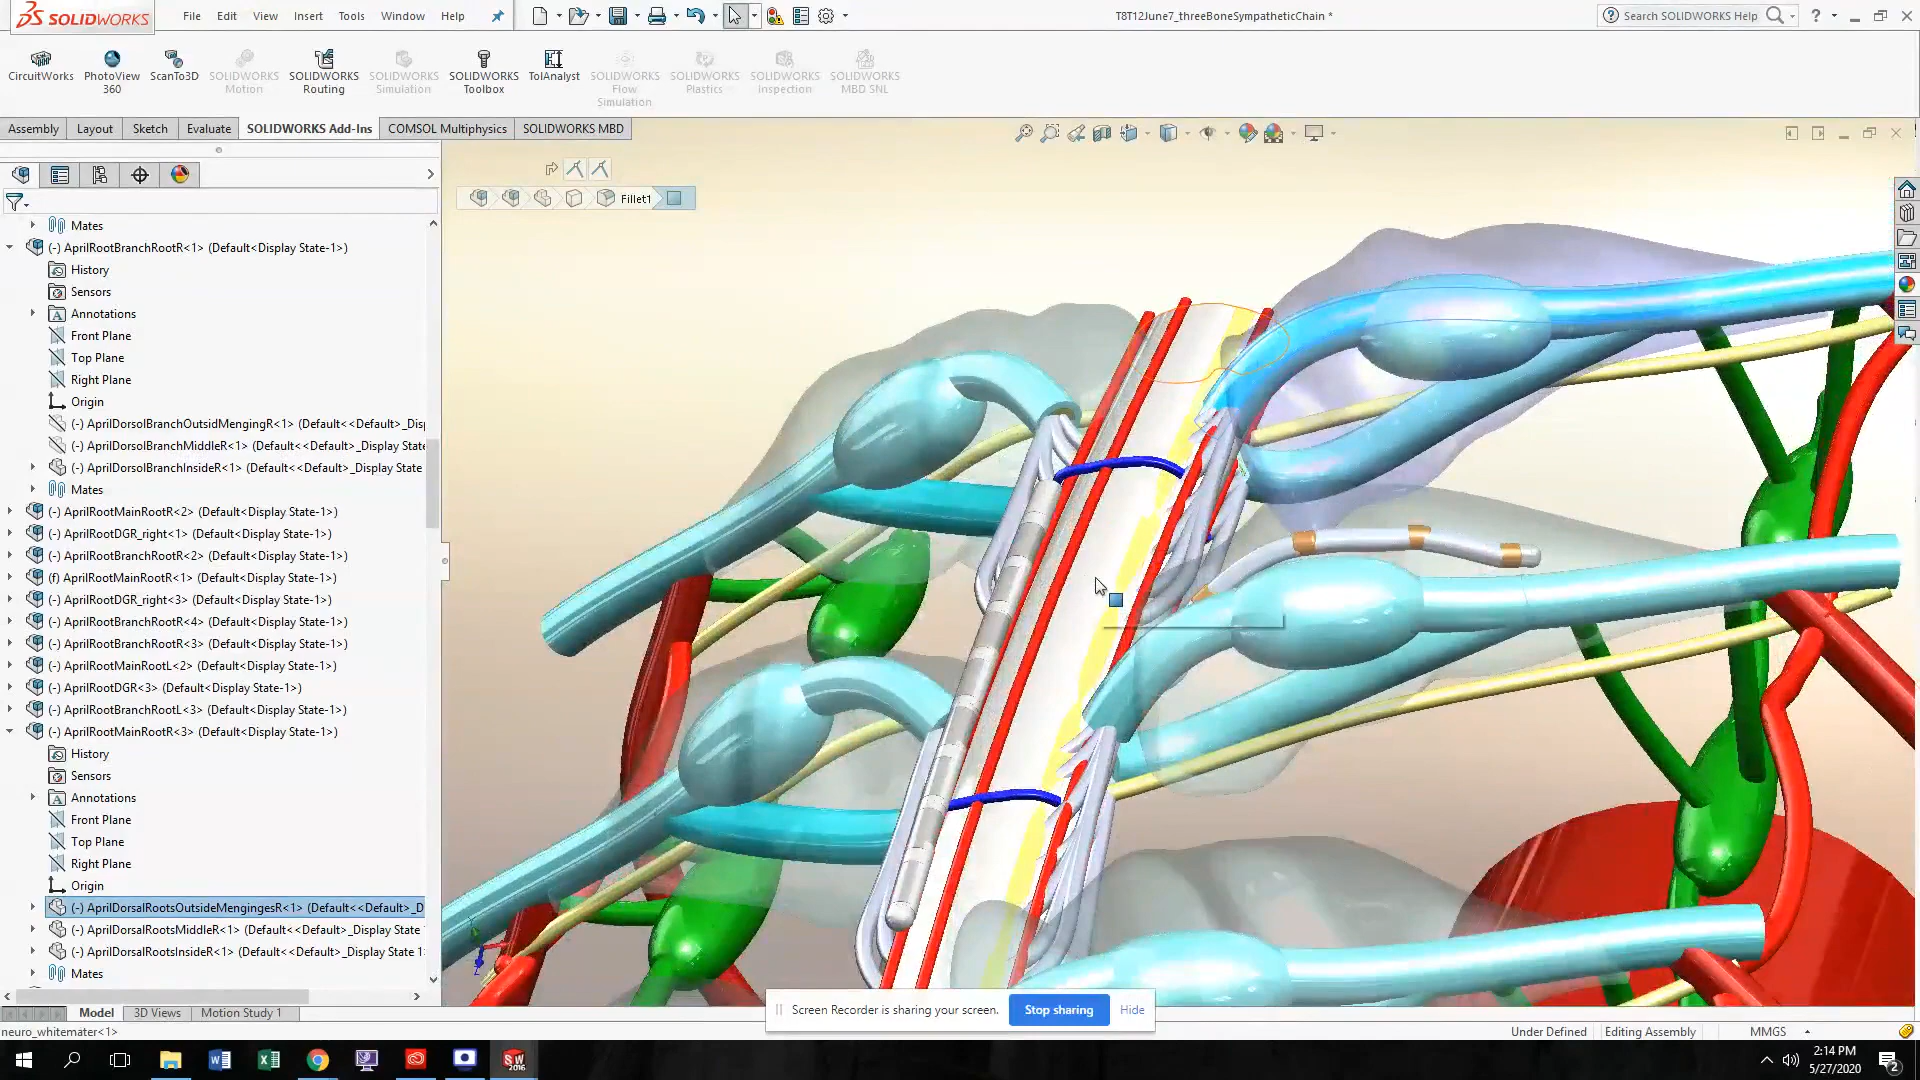 SOLIDWORKS
File Edit View Insert Tools Window Help
T8T12June7_threeBoneSympatheticChain *
Search SOLIDWORKS Help
CircuitWorks
PhotoView 360
ScanTo3D
SOLIDWORKS Motion
SOLIDWORKS Routing
SOLIDWORKS Simulation
SOLIDWORKS Toolbox
TolAnalyst
SOLIDWORKS Flow Simulation
SOLIDWORKS Plastics
SOLIDWORKS Inspection
SOLIDWORKS MBD SNL
Assembly Layout Sketch Evaluate SOLIDWORKS Add-Ins COMSOL Multiphysics SOLIDWORKS MBD
Fillet1
Mates
(-) AprilRootBranchRootR<1> (Default<Display State-1>)
History
Sensors
Annotations
Front Plane
Top Plane
Right Plane
Origin
(-) AprilDorsolBranchOutsidMengingR<1> (Default<<Default>_Disp
(-) AprilDorsolBranchMiddleR<1> (Default<<Default>_Display State
(-) AprilDorsolBranchInsideR<1> (Default<<Default>_Display State
Mates
(-) AprilRootMainRootR<2> (Default<Display State-1>)
(-) AprilRootDGR_right<1> (Default<Display State-1>)
(-) AprilRootBranchRootR<2> (Default<Display State-1>)
(f) AprilRootMainRootR<1> (Default<Display State-1>)
(-) AprilRootDGR_right<3> (Default<Display State-1>)
(-) AprilRootBranchRootR<4> (Default<Display State-1>)
(-) AprilRootBranchRootR<3> (Default<Display State-1>)
(-) AprilRootMainRootL<2> (Default<Display State-1>)
(-) AprilRootDGR<3> (Default<Display State-1>)
(-) AprilRootBranchRootL<3> (Default<Display State-1>)
(-) AprilRootMainRootR<3> (Default<Display State-1>)
History
Sensors
Annotations
Front Plane
Top Plane
Right Plane
Origin
(-) AprilDorsalRootsOutsideMengingesR<1> (Default<<Default>_D
(-) AprilDorsalRootsMiddleR<1> (Default<<Default>_Display State
(-) AprilDorsalRootsInsideR<1> (Default<<Default>_Display State 1
Mates
Model 3D Views Motion Study 1
Screen Recorder is sharing your screen. Stop sharing Hide
neuro_whitemater<1>
Under Defined Editing Assembly MMGS
SW 2016
2:14 PM
5/27/2020
2